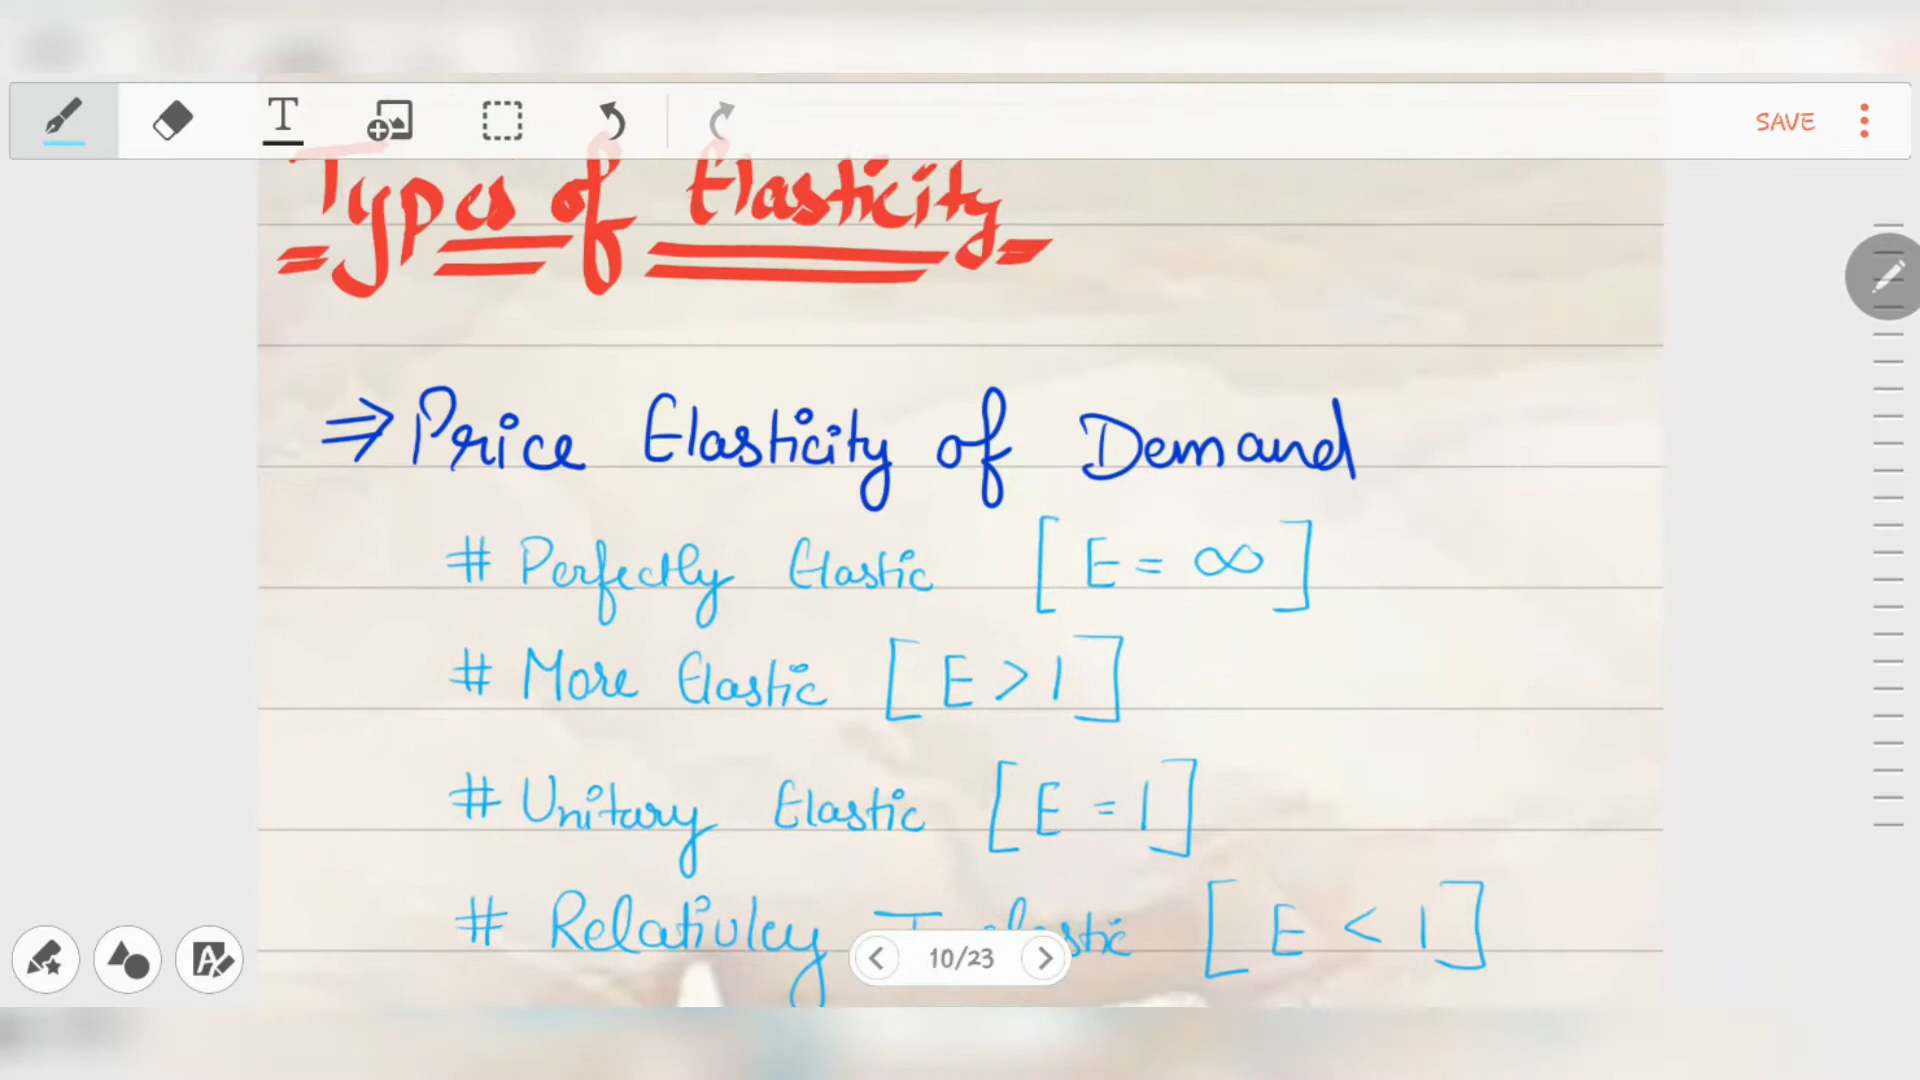 T
SAVE
Types of Elasticity
⇒ Price Elasticity of Demand
# Perfectly Elastic [E = ∞]
# More Elastic [E > 1]
# Unitary Elastic [E = 1]
# Relativley [E < 1]
10/23